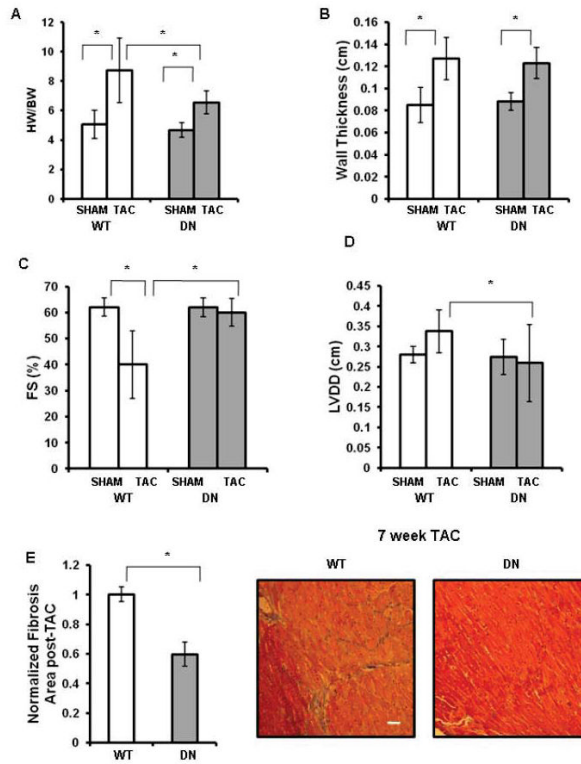 A
HW/BW
12
10
8
6
4
2
0
* * *
SHAM TAC SHAM TAC
WT DN
B
Wall Thickness (cm)
0.16
0.14
0.12
0.1
0.08
0.06
0.04
0.02
0
* *
SHAM TAC SHAM TAC
WT DN
C
FS (%)
70
60
50
40
30
20
10
0
* *
SHAM TAC SHAM TAC
WT DN
D
LVDD (cm)
0.45
0.4
0.35
0.3
0.25
0.2
0.15
0.1
0.05
0
*
SHAM TAC SHAM TAC
WT DN
E
Normalized Fibrosis
Area post-TAC
1.4
1.2
1
0.8
0.6
0.4
0.2
0
*
WT DN
7 week TAC
WT DN